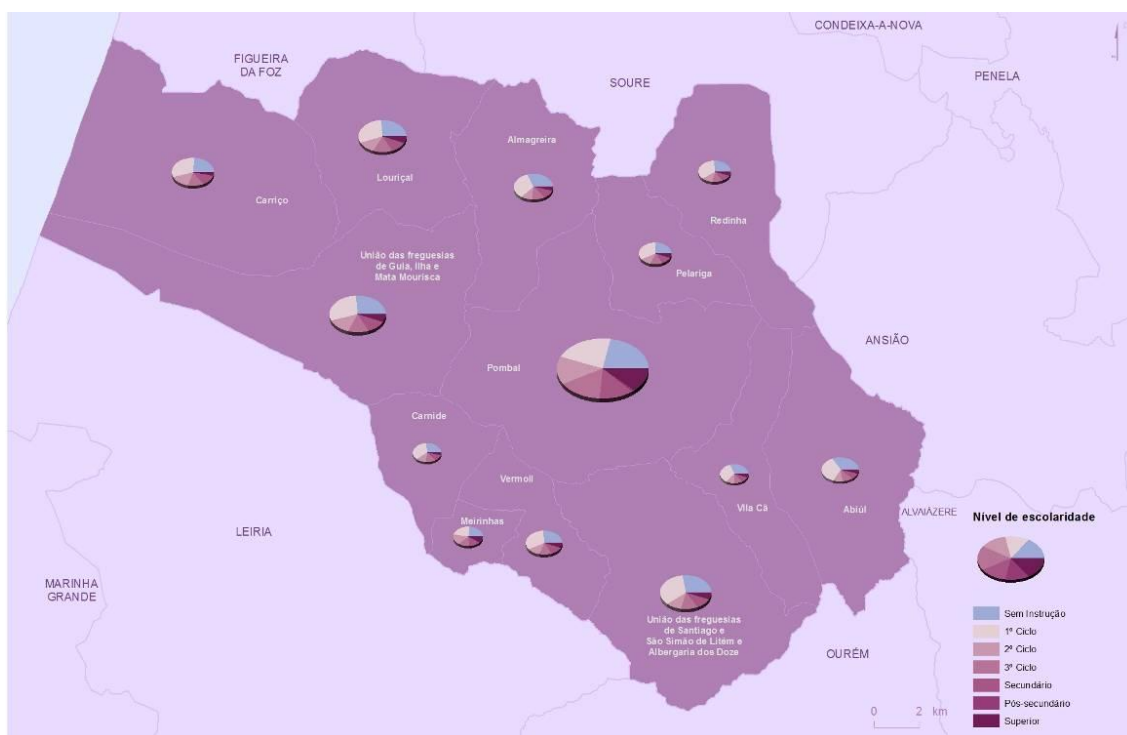 CONDEIXA-A-NOVA
FIGUEIRA
DA FOZ
SOURE
PENELA
Almagreira
Louriçal
Carriço
Redinha
União das freguesias
de Guia, Ilha e
Mata Mourisca
Pelariga
ANSIÃO
Pombal
Carnide
Vermoil
Vila Cã
Abiúl
ALVAIÁZERE
Meirinhas
LEIRIA
MARINHA
GRANDE
União das freguesias
de Santiago e
São Simão de Litém e
Albergaria dos Doze
OURÉM
Nível de escolaridade
Sem Instrução
1º Ciclo
2º Ciclo
3º Ciclo
Secundário
Pós-secundário
Superior
0 2 km